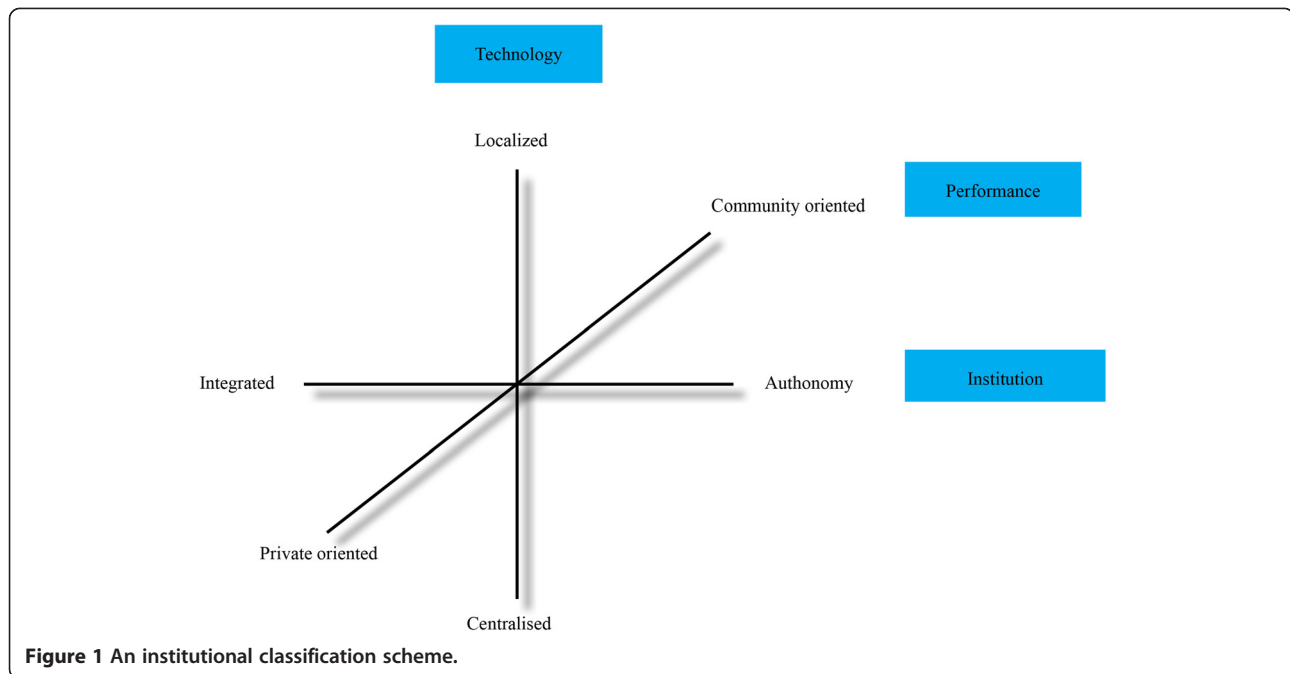 Technology
Localized
Performance
Community oriented
Integrated
Authonomy
Institution
Private oriented
Centralised
Figure 1 An institutional classification scheme.